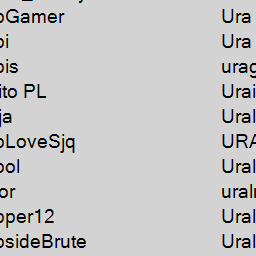 oGamer Ura
oi Ura
ois urag
ito PL Urai
ja Ural
oLoveSjq URA
ool Ural
or uralr
oper12 Ural
osideBrute Ural